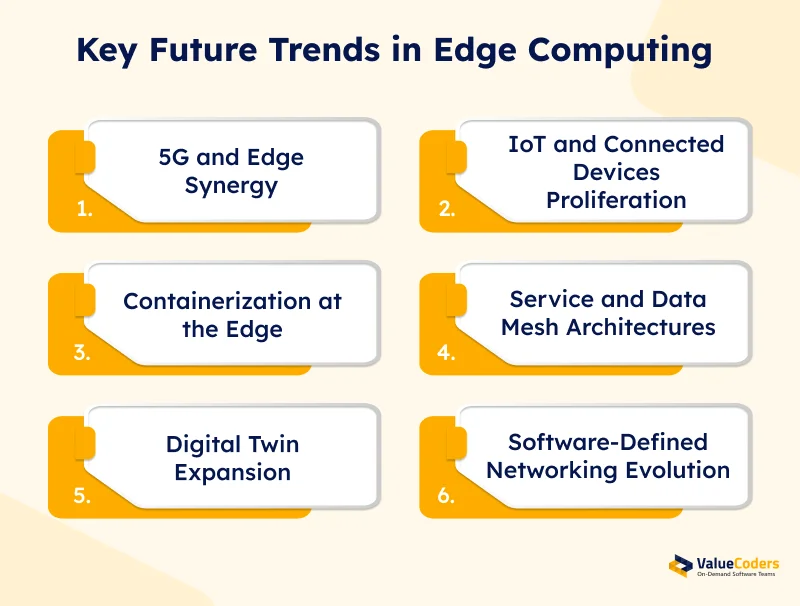 Key Future Trends in Edge Computing
1.
5G and Edge
Synergy
2.
IoT and Connected
Devices
Proliferation
3.
Containerization at
the Edge
4.
Service and Data
Mesh Architectures
5.
Digital Twin
Expansion
6.
Software-Defined
Networking Evolution
ValueCoders
On-Demand Software Teams